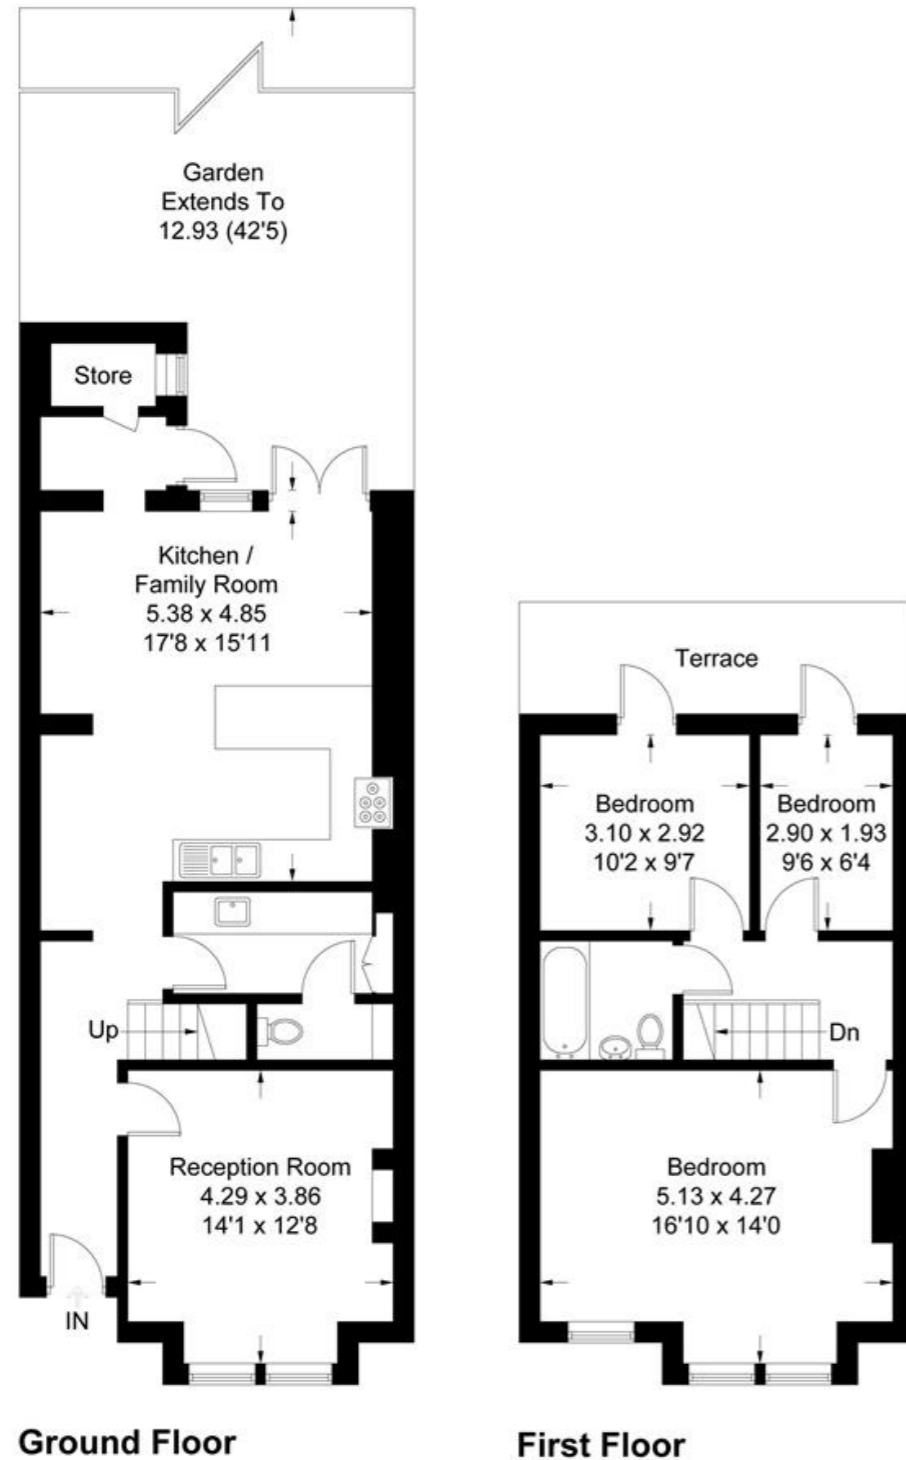 Garden
Extends To
12.93 (42'5)
Store
Kitchen /
Family Room
5.38 x 4.85
17'8 x 15'11
Up
Reception Room
4.29 x 3.86
14'1 x 12'8
IN
Ground Floor
Terrace
Bedroom
3.10 x 2.92
10'2 x 9'7
Bedroom
2.90 x 1.93
9'6 x 6'4
Dn
Bedroom
5.13 x 4.27
16'10 x 14'0
First Floor